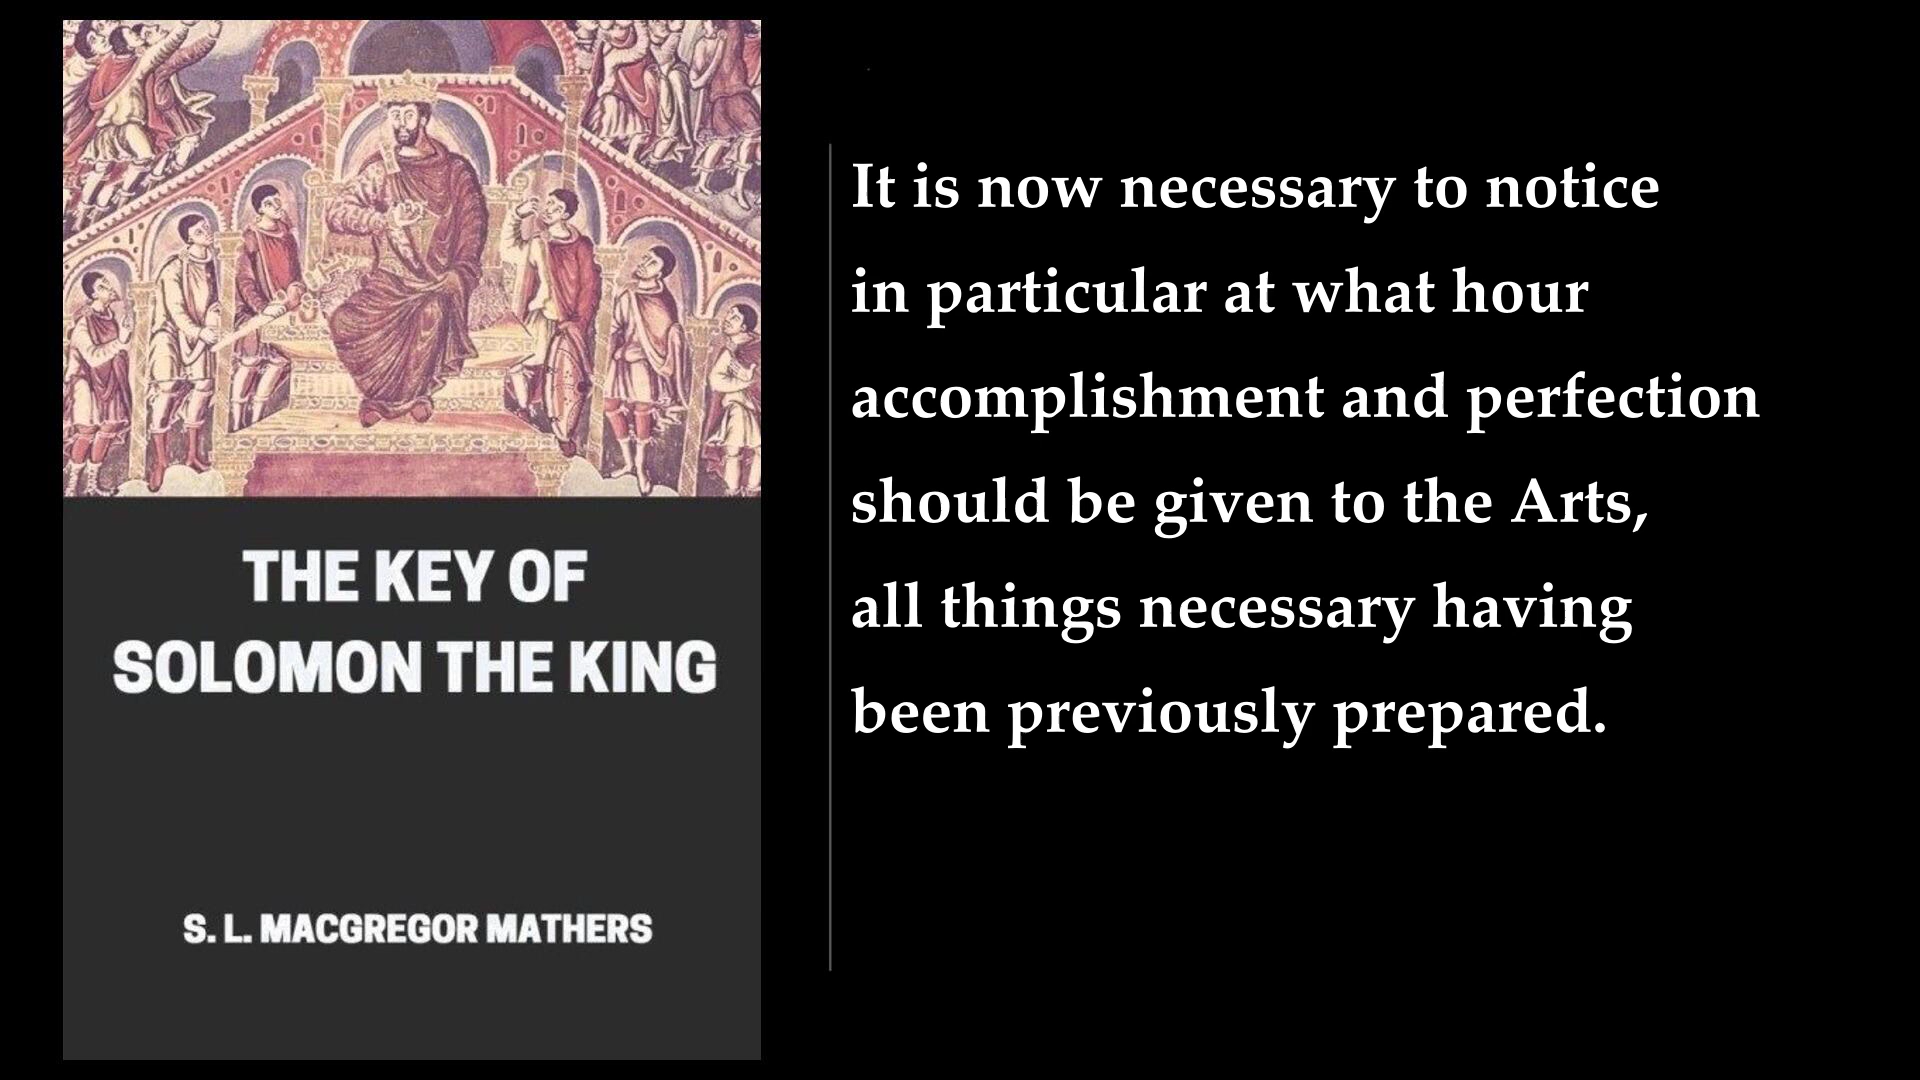 THE KEY OF
SOLOMON THE KING
S. L. MACGREGOR MATHERS
It is now necessary to notice
in particular at what hour
accomplishment and perfection
should be given to the Arts,
all things necessary having
been previously prepared.